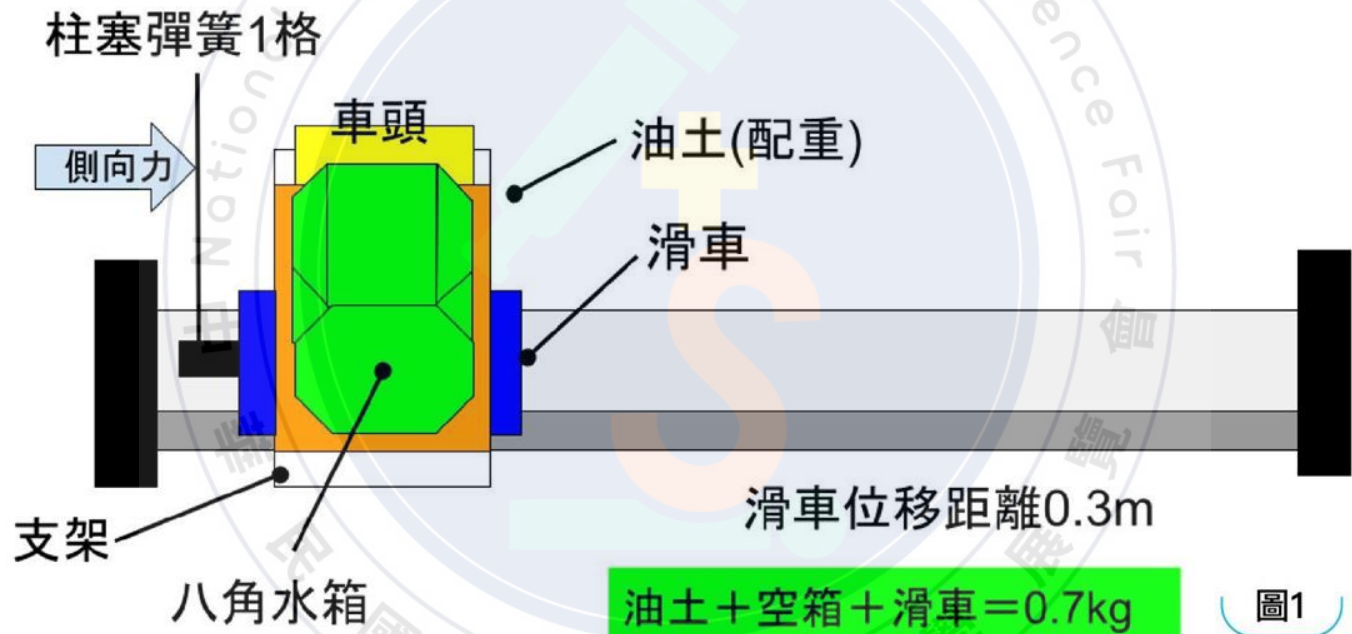 柱塞彈簧1格
車頭
油土(配重)
側向力
滑車
滑車位移距離0.3m
支架
八角水箱
油土＋空箱＋滑車＝0.7kg
圖1